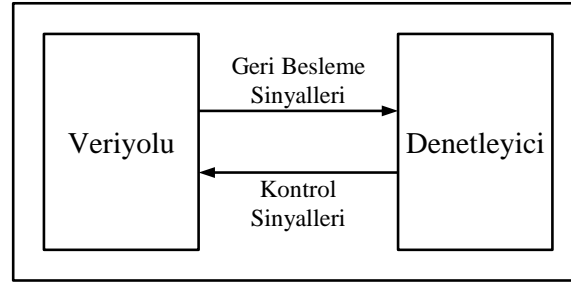 Geri Besleme
Sinyalleri
Veriyolu
Denetleyici
Kontrol
Sinyalleri